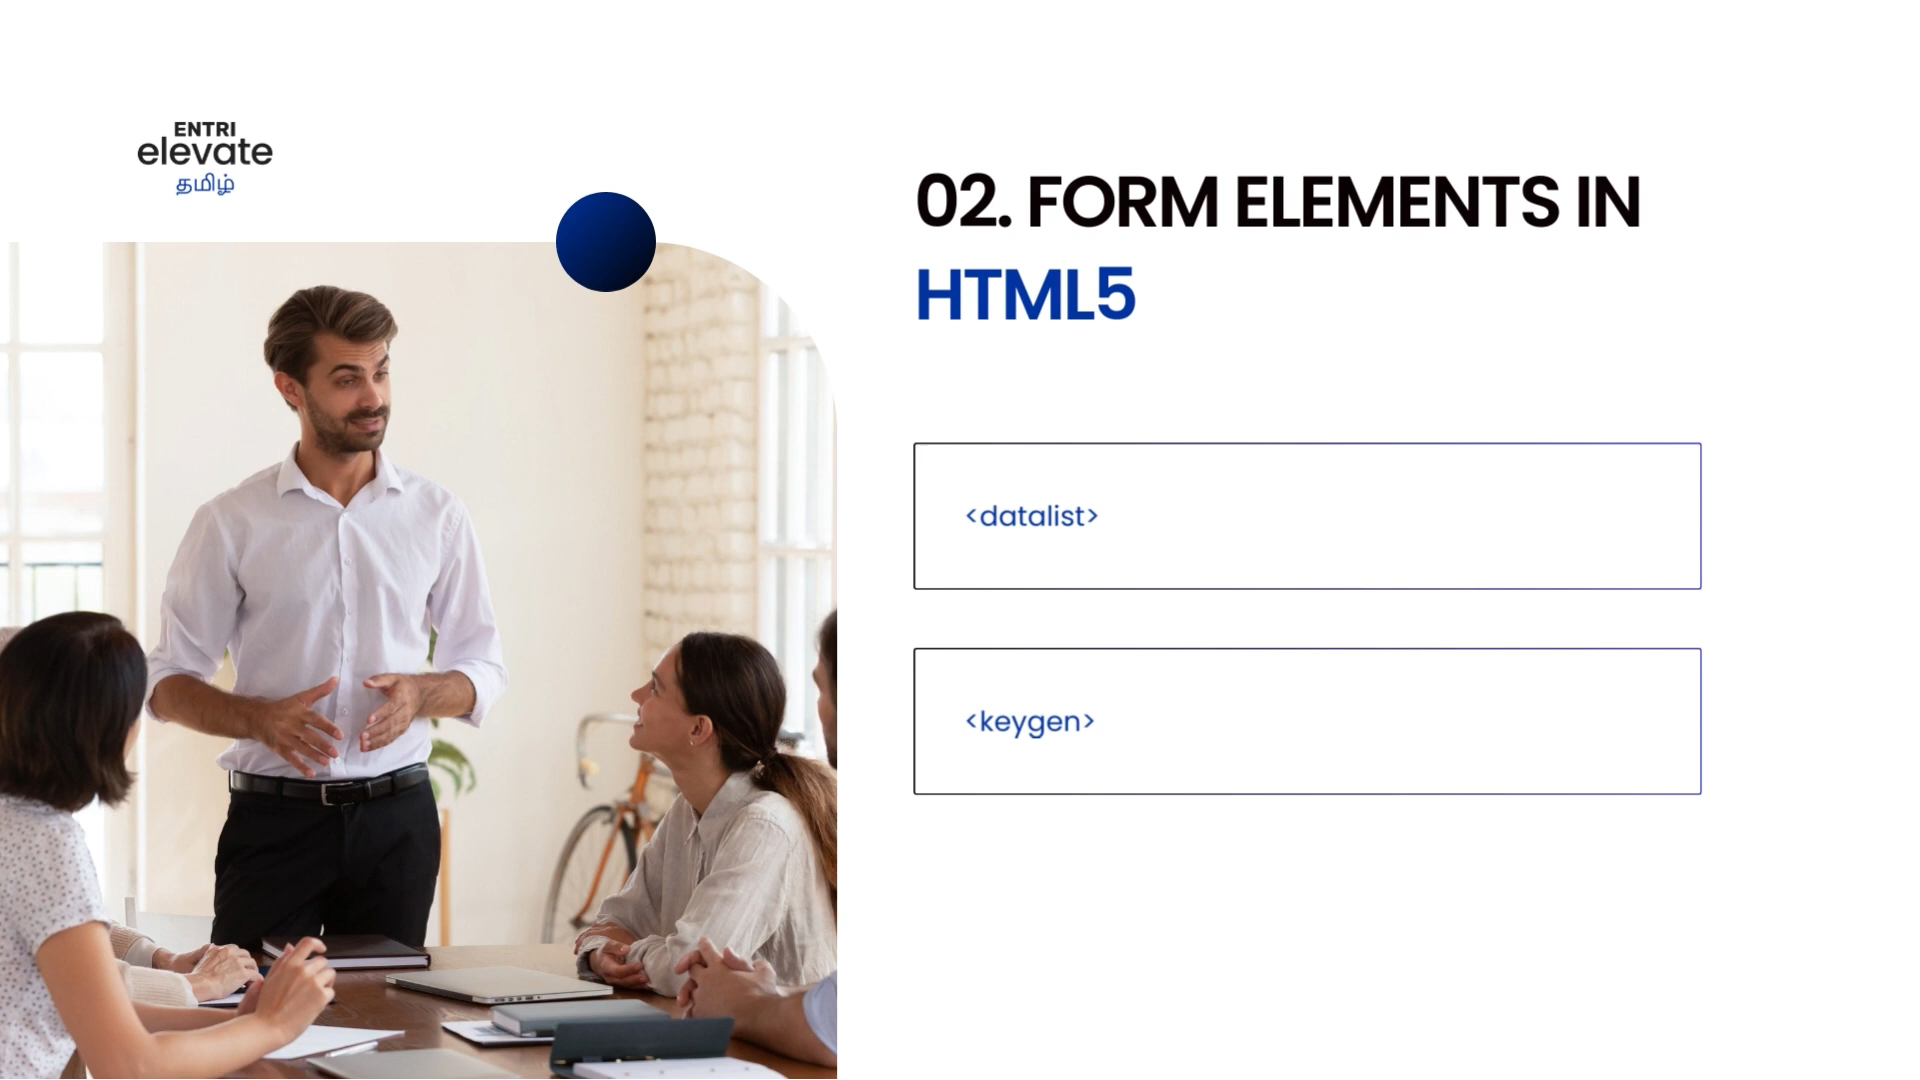 ENTRI
elevate
தமிழ்
02. FORM ELEMENTS IN
HTML5
<datalist>
<keygen>